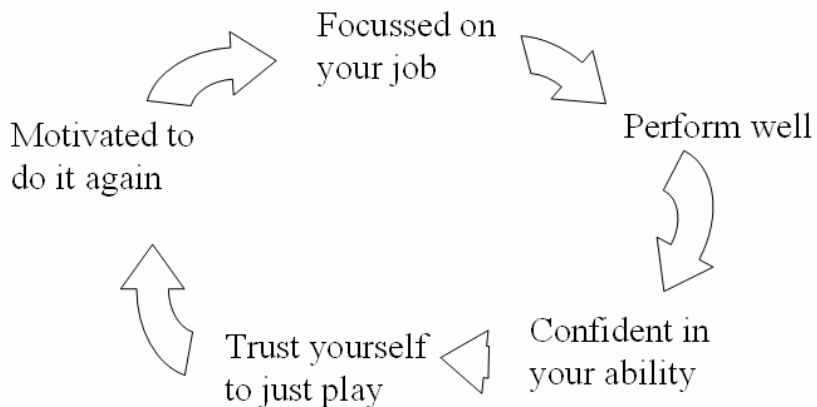 Focussed on
your job
Perform well
Confident in
your ability
Trust yourself
to just play
Motivated to
do it again